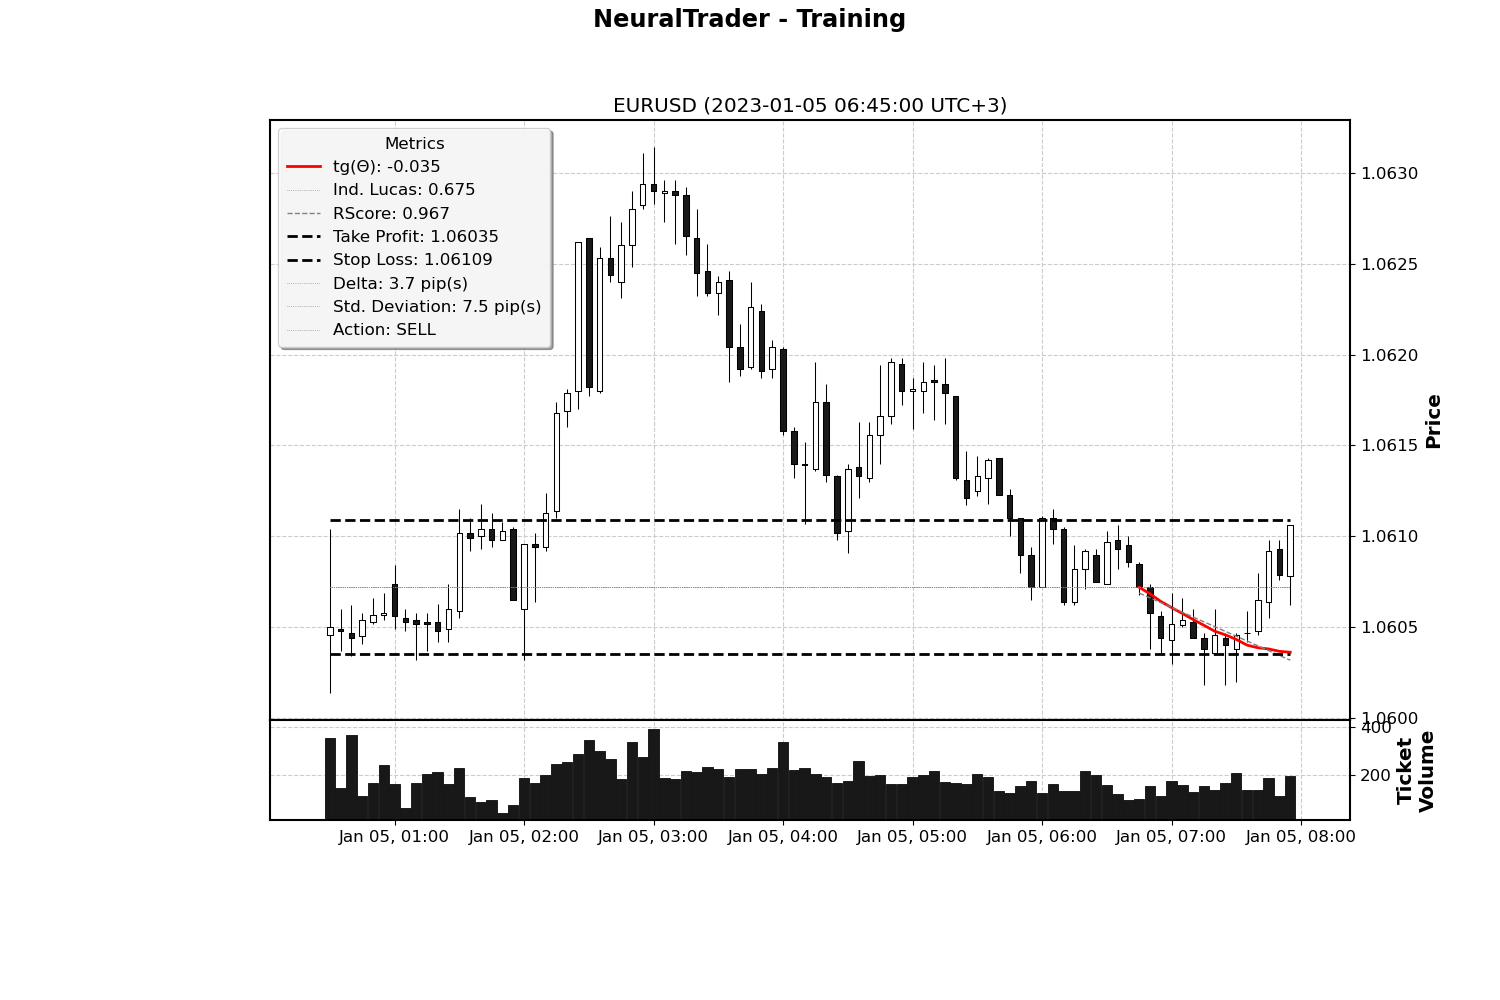 NeuralTrader - Training
EURUSD (2023-01-05 06:45:00 UTC+3)
Metrics
tg(Θ): -0.035
Ind. Lucas: 0.675
RScore: 0.967
Take Profit: 1.06035
Stop Loss: 1.06109
Delta: 3.7 pip(s)
Std. Deviation: 7.5 pip(s)
Action: SELL
1.0630
1.0625
1.0620
1.0615
1.0610
1.0605
1.0600
Price
400
200
Ticket
Volume
Jan 05, 01:00
Jan 05, 02:00
Jan 05, 03:00
Jan 05, 04:00
Jan 05, 05:00
Jan 05, 06:00
Jan 05, 07:00
Jan 05, 08:00